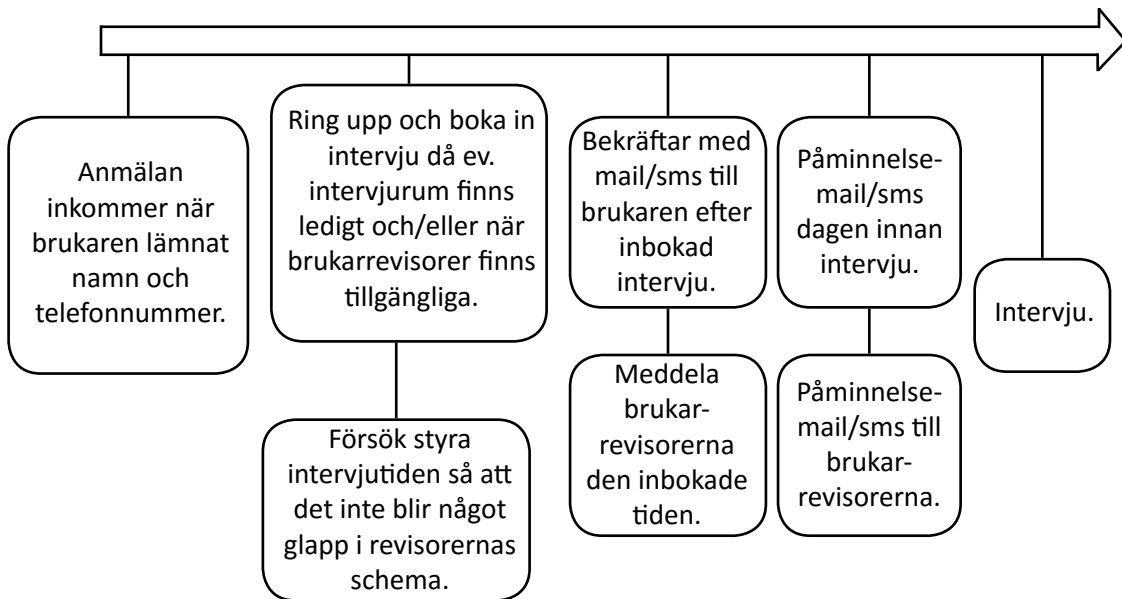 Anmälan
inkommer när
brukaren lämnat
namn och
telefonnummer.
Ring upp och boka in
intervju då ev.
intervjurum finns
ledigt och/eller när
brukarrevisorer finns
tillgängliga.
Försök styra
intervjutiden så att
det inte blir något
glapp i revisorernas
schema.
Bekräftar med
mail/sms till
brukaren efter
inbokad
intervju.
Meddela
brukar-
revisorerna
den inbokade
tiden.
Påminnelse-
mail/sms
dagen innan
intervju.
Påminnelse-
mail/sms till
brukar-
revisorerna.
Intervju.